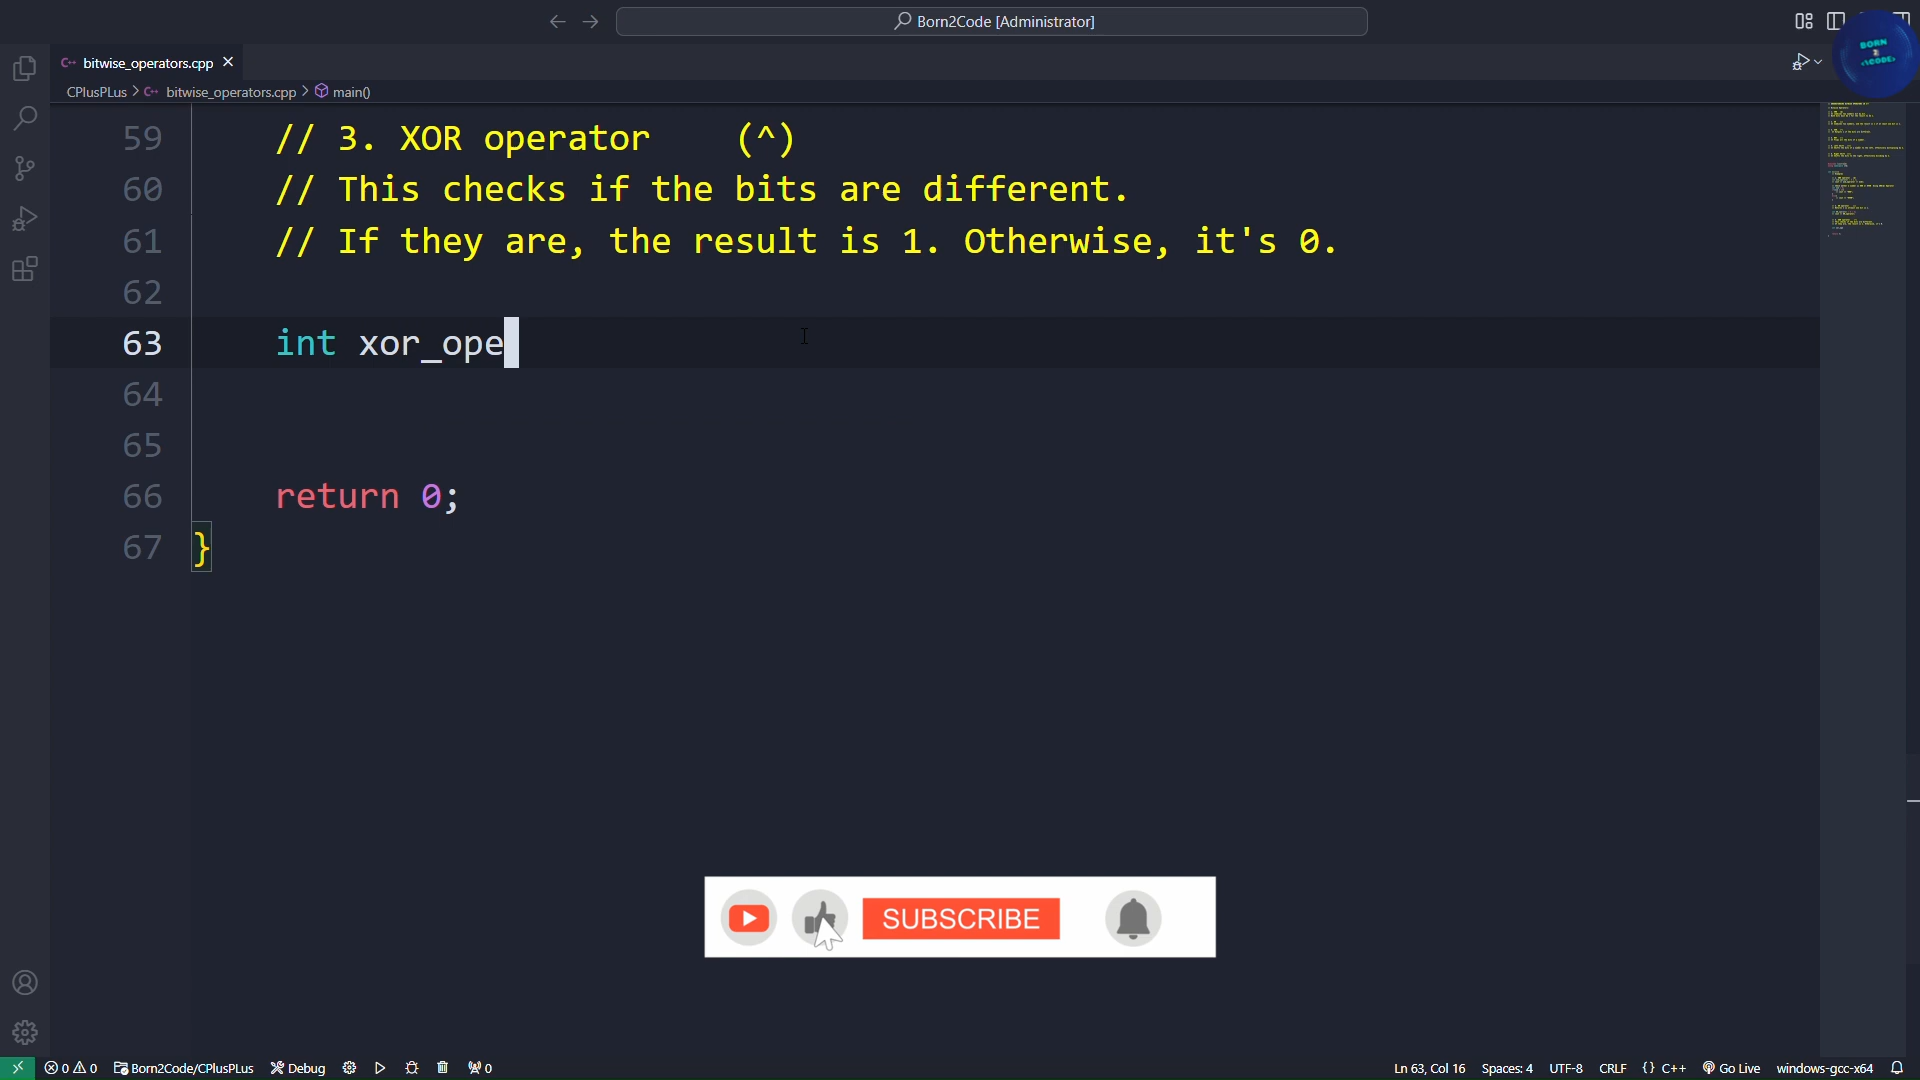 Born2Code [Administrator]
BORN
2
<\CODE>
C++ bitwise_operators.cpp
CPlusPLus > C++ bitwise_operators.cpp > main()
59 // 3. XOR operator (^)
60 // This checks if the bits are different.
61 // If they are, the result is 1. Otherwise, it's 0.
62
63 int xor_ope
64
65
66 return 0;
67 }
SUBSCRIBE
0 0 Born2Code/CPlusPLus Debug 0 Ln 63, Col 16 Spaces: 4 UTF-8 CRLF {} C++ Go Live windows-gcc-x64